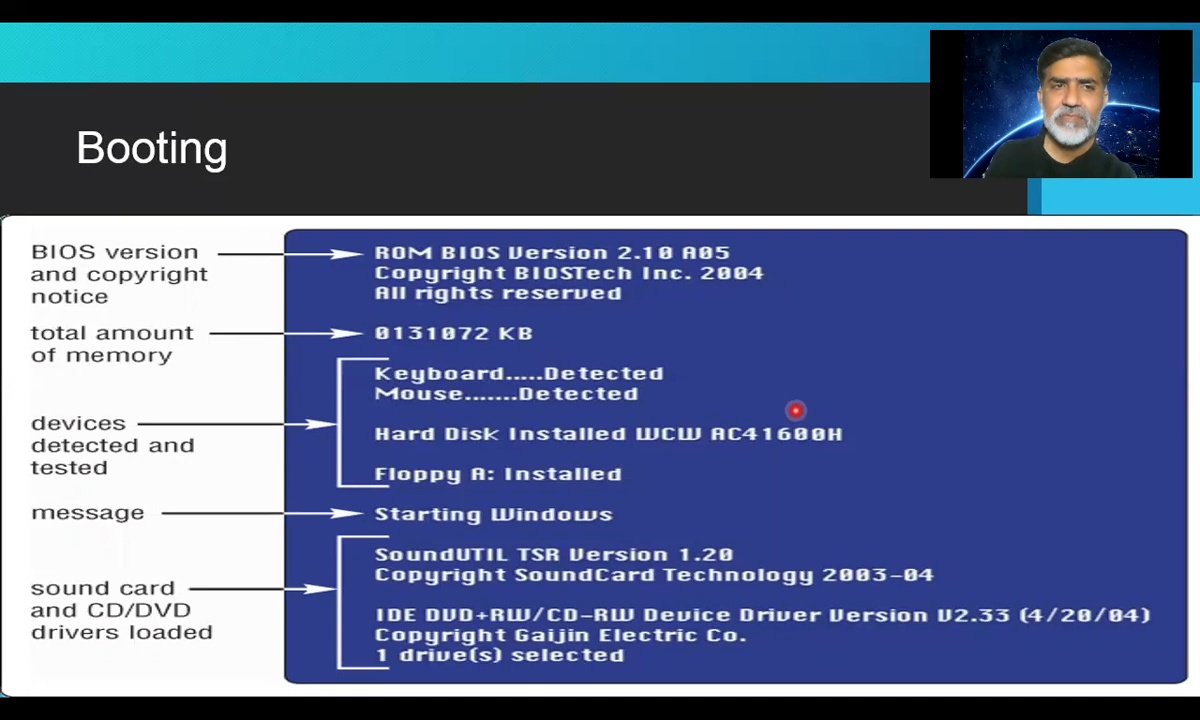 Booting
BIOS version
and copyright
notice
ROM BIOS Version 2.10 A05
Copyright BIOSTech Inc. 2004
All rights reserved
total amount
of memory
0131072 KB
devices
detected and
tested
Keyboard.....Detected
Mouse.......Detected
Hard Disk Installed WCW AC41600H
Floppy A: Installed
message
Starting Windows
sound card
and CD/DVD
drivers loaded
SoundUTIL TSR Version 1.20
Copyright SoundCard Technology 2003-04
IDE DVD+RW/CD-RW Device Driver Version V2.33 (4/20/04)
Copyright Gaijin Electric Co.
1 drive(s) selected